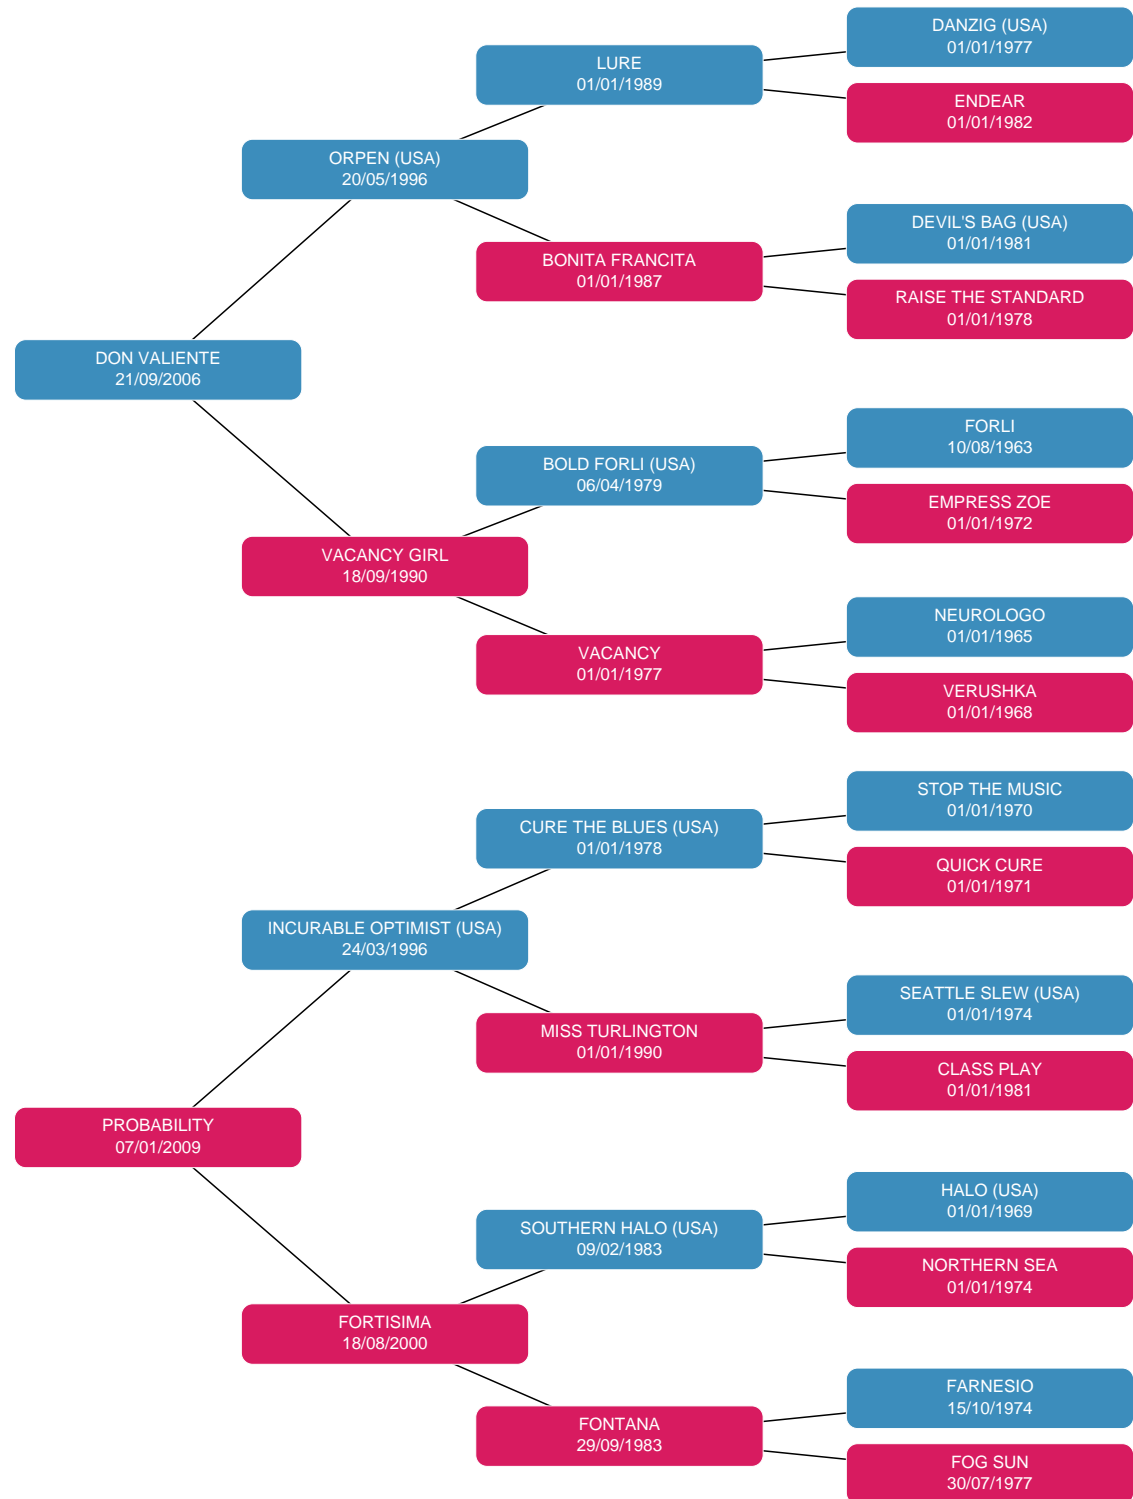 DANZIG (USA)
01/01/1977
LURE
01/01/1989
ENDEAR
01/01/1982
ORPEN (USA)
20/05/1996
DEVIL'S BAG (USA)
01/01/1981
BONITA FRANCITA
01/01/1987
RAISE THE STANDARD
01/01/1978
DON VALIENTE
21/09/2006
FORLI
10/08/1963
BOLD FORLI (USA)
06/04/1979
EMPRESS ZOE
01/01/1972
VACANCY GIRL
18/09/1990
NEUROLOGO
01/01/1965
VACANCY
01/01/1977
VERUSHKA
01/01/1968
STOP THE MUSIC
01/01/1970
CURE THE BLUES (USA)
01/01/1978
QUICK CURE
01/01/1971
INCURABLE OPTIMIST (USA)
24/03/1996
SEATTLE SLEW (USA)
01/01/1974
MISS TURLINGTON
01/01/1990
CLASS PLAY
01/01/1981
PROBABILITY
07/01/2009
HALO (USA)
01/01/1969
SOUTHERN HALO (USA)
09/02/1983
NORTHERN SEA
01/01/1974
FORTISIMA
18/08/2000
FARNESIO
15/10/1974
FONTANA
29/09/1983
FOG SUN
30/07/1977